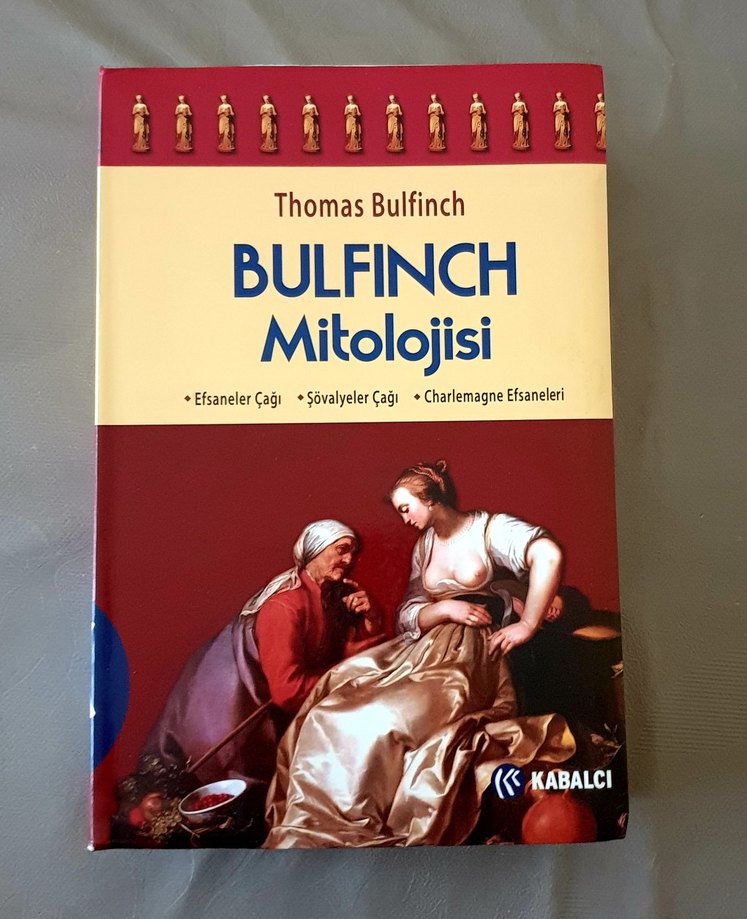 Thomas Bulfinch
BULFINCH
Mitolojisi
Efsaneler Çağı Şövalyeler Çağı Charlemagne Efsaneleri
KABALCI